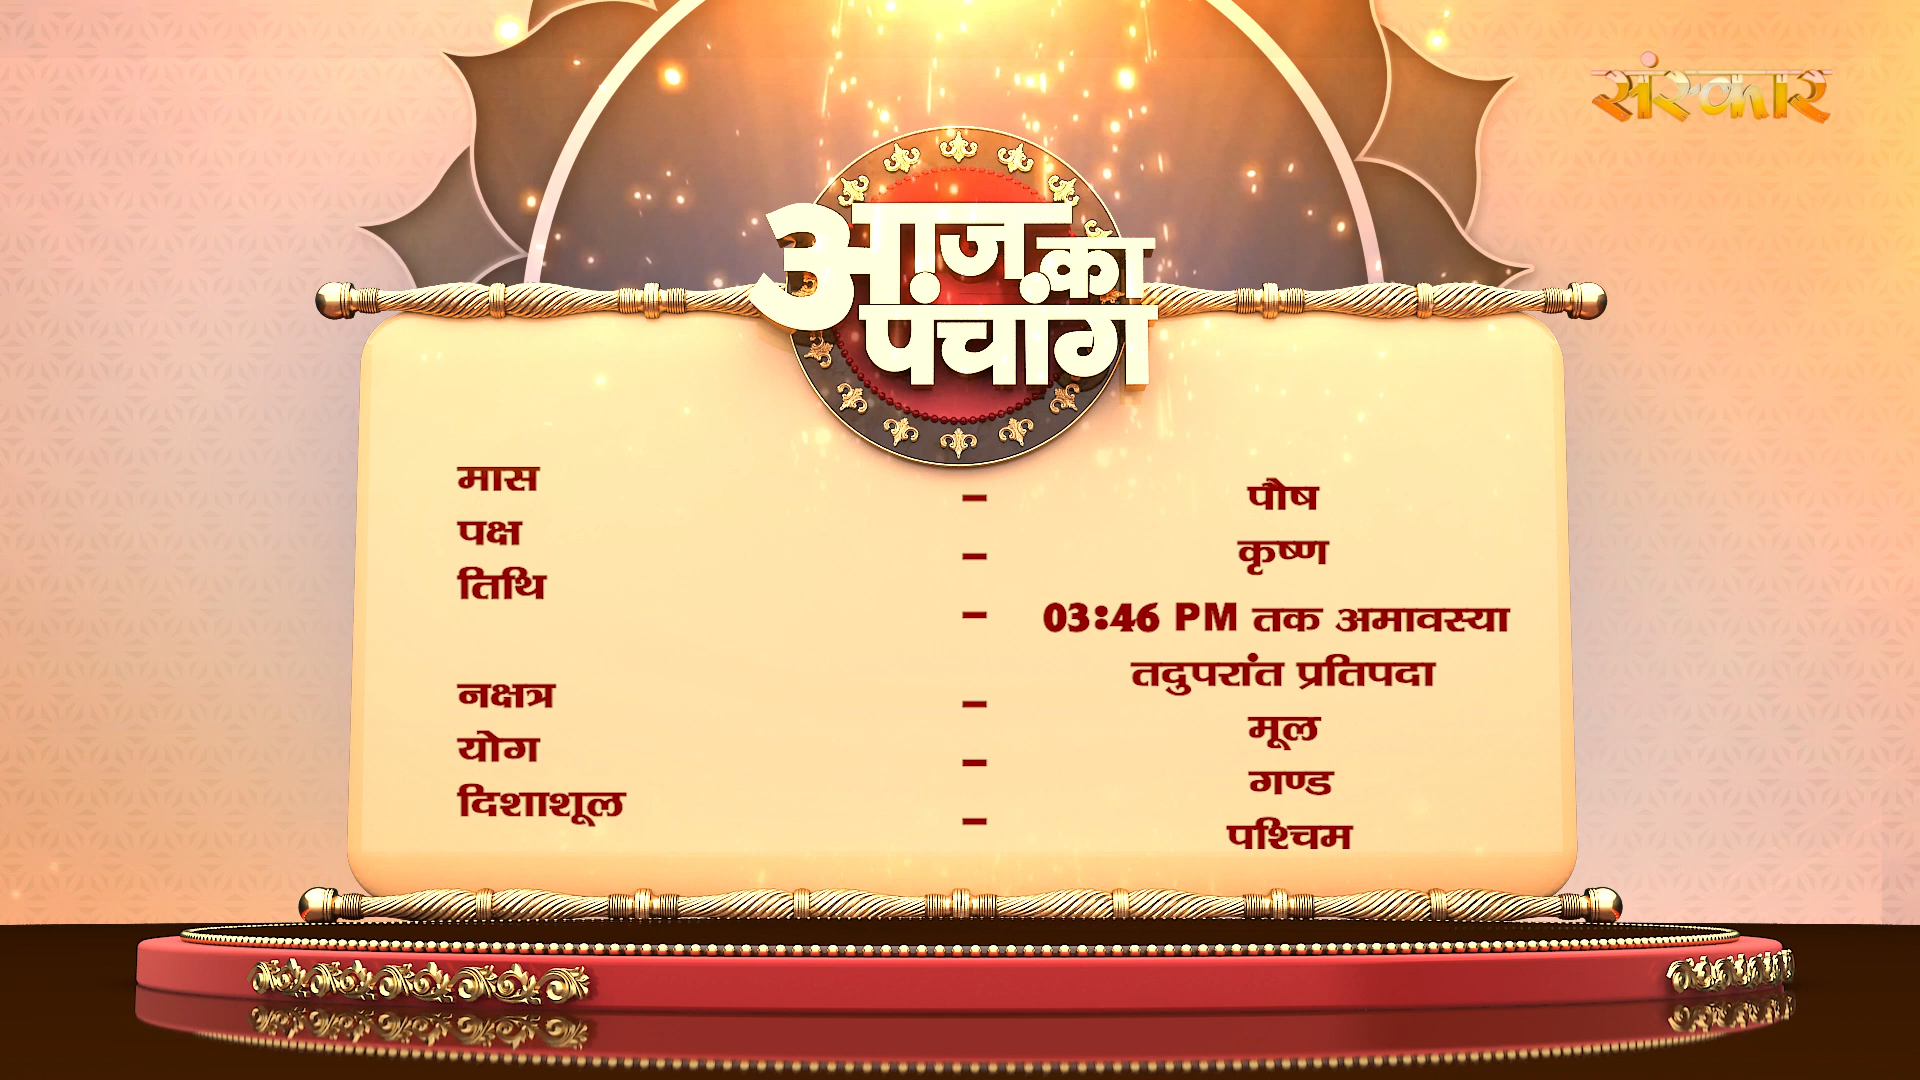 संस्कार
आज का
पंचांग
मास – पौष
पक्ष – कृष्ण
तिथि – 03:46 PM तक अमावस्या
तदुपरांत प्रतिपदा
नक्षत्र – मूल
योग – गण्ड
दिशाशूल – पश्चिम